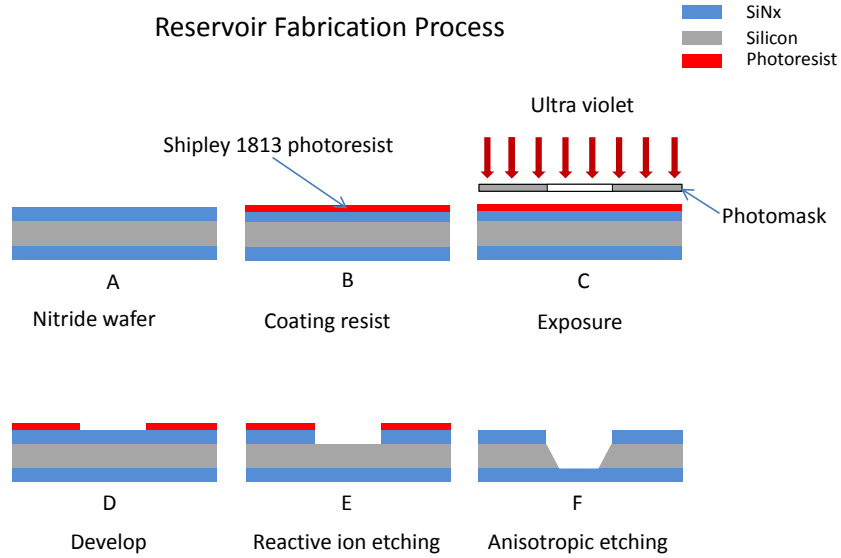 Reservoir Fabrication Process
SiNx
Silicon
Photoresist
Ultra violet
Shipley 1813 photoresist
Photomask
A
B
C
Nitride wafer
Coating resist
Exposure
D
E
F
Develop
Reactive ion etching
Anisotropic etching